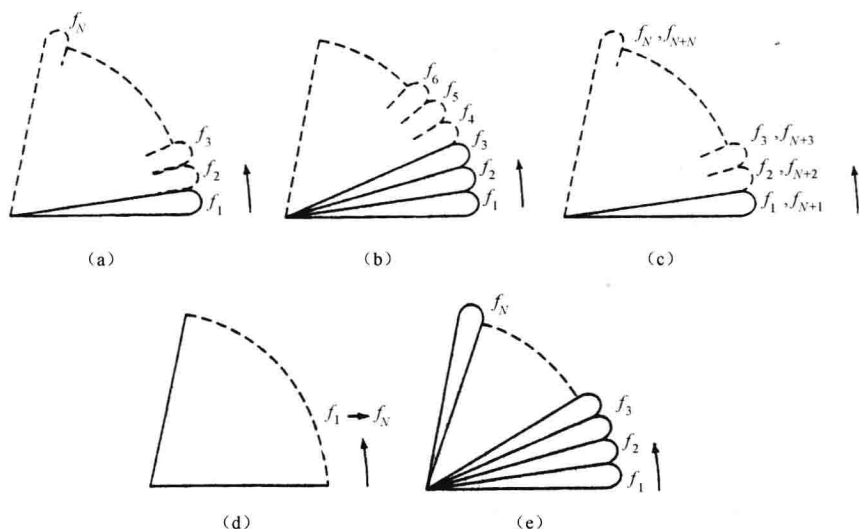 f_N
f_3
f_2
f_1
(a)
f_6
f_5
f_4
f_3
f_2
f_1
(b)
f_N , f_{N+N}
f_3 , f_{N+3}
f_2 , f_{N+2}
f_1 , f_{N+1}
(c)
f_1 → f_N
(d)
f_N
f_3
f_2
f_1
(e)